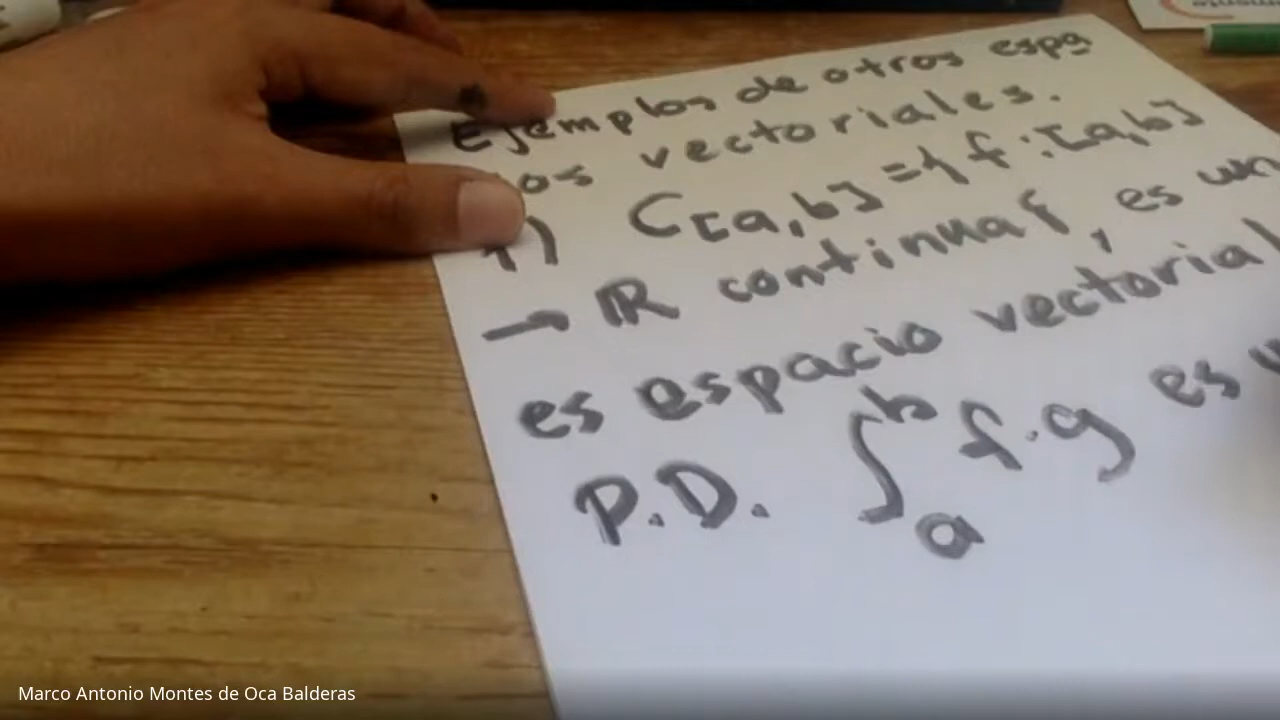 Ejemplos de otros espa
os vectoriales.
1) C[a,b] = { f: [a,b]
→ ℝ continua}, es un
es espacio vectorial
P.D. ∫ₐᵇ f.g es
Marco Antonio Montes de Oca Balderas